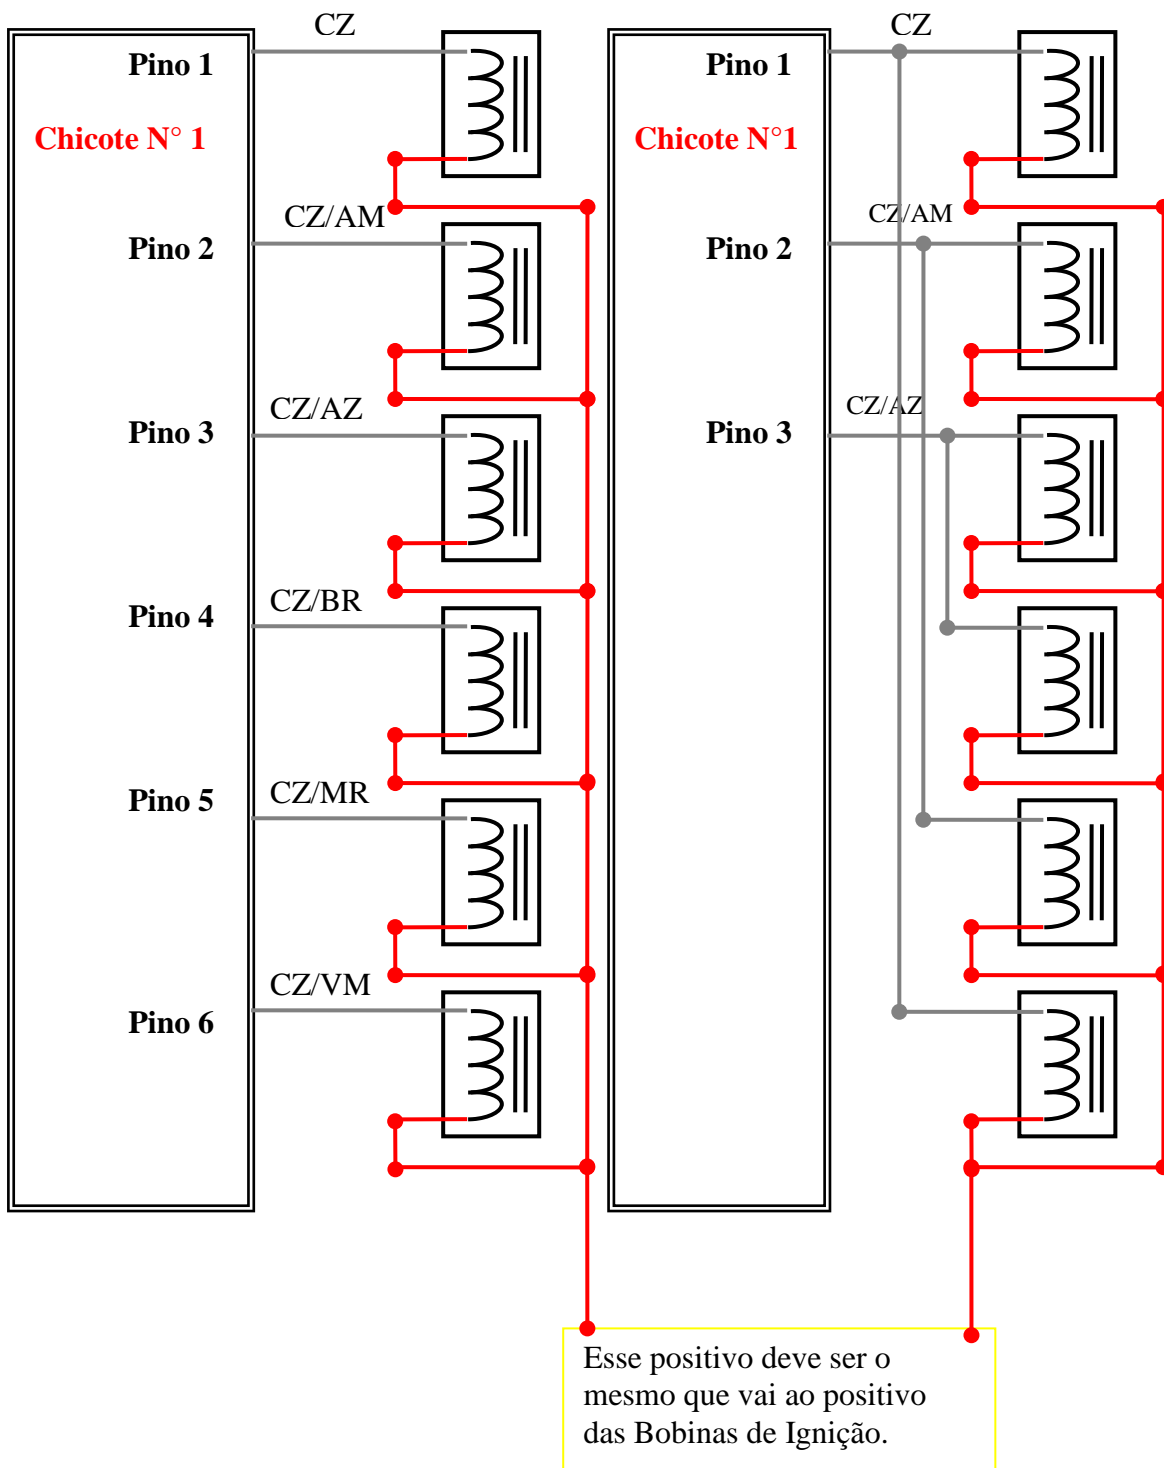 CZ
Pino 1
Chicote N° 1
CZ/AM
Pino 2
CZ/AZ
Pino 3
CZ/BR
Pino 4
CZ/MR
Pino 5
CZ/VM
Pino 6
CZ
Pino 1
Chicote N°1
CZ/AM
Pino 2
CZ/AZ
Pino 3
Esse positivo deve ser o
mesmo que vai ao positivo
das Bobinas de Ignição.